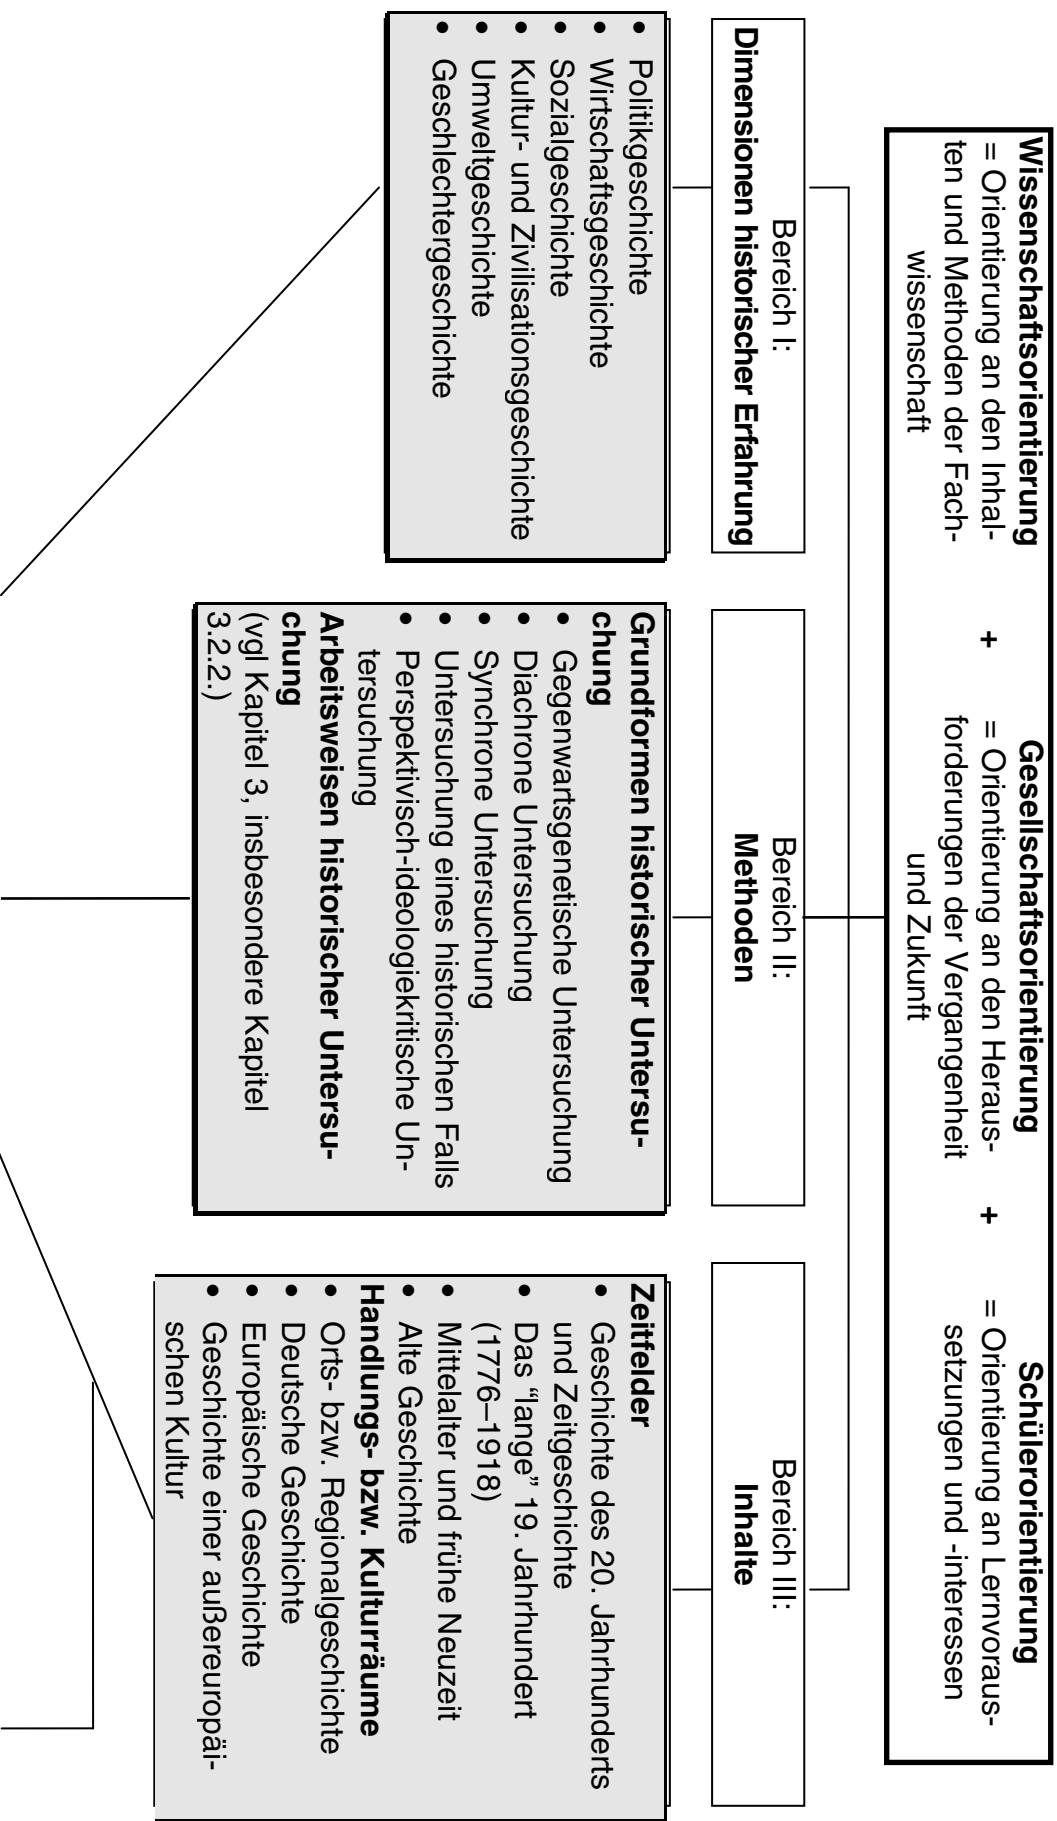 Wissenschaftsorientierung
= Orientierung an den Inhal-
ten und Methoden der Fach-
wissenschaft
+
Gesellschaftsorientierung
= Orientierung an den Heraus-
forderungen der Vergangenheit
und Zukunft
+
Schülerorientierung
= Orientierung an Lernvoraus-
setzungen und -interessen
Bereich I:
Dimensionen historischer Erfahrung
• Politikgeschichte
• Wirtschaftsgeschichte
• Sozialgeschichte
• Kultur- und Zivilisationsgeschichte
• Umweltgeschichte
• Geschlechtergeschichte
Bereich II:
Methoden
Grundformen historischer Untersu-
chung
• Gegenwartsgenetische Untersuchung
• Diachrone Untersuchung
• Synchrone Untersuchung
• Untersuchung eines historischen Falls
• Perspektivisch-ideologiekritische Un-
tersuchung
Arbeitsweisen historischer Untersu-
chung
(vgl Kapitel 3, insbesondere Kapitel
3.2.2.)
Bereich III:
Inhalte
Zeitfelder
• Geschichte des 20. Jahrhunderts
und Zeitgeschichte
• Das “lange” 19. Jahrhundert
(1776–1918)
• Mittelalter und frühe Neuzeit
• Alte Geschichte
Handlungs- bzw. Kulturräume
• Orts- bzw. Regionalgeschichte
• Deutsche Geschichte
• Europäische Geschichte
• Geschichte einer außereuropäi-
schen Kultur